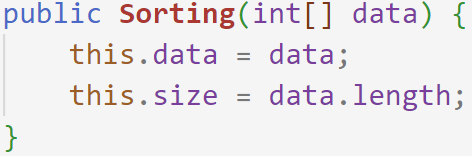 public Sorting(int[] data) {
    this.data = data;
    this.size = data.length;
}